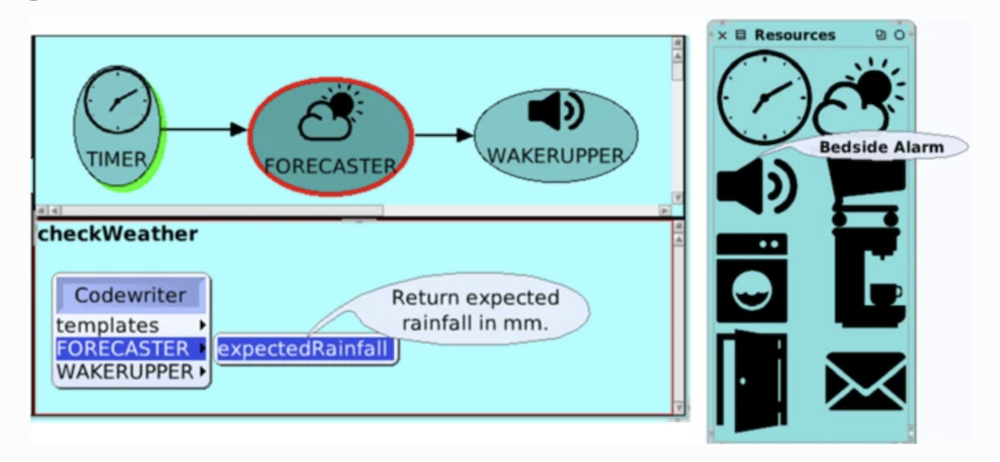 TIMER
FORECASTER
WAKERUPPER
checkWeather
Codewriter
templates
FORECASTER
WAKERUPPER
expectedRainfall
Return expected
rainfall in mm.
Resources
Bedside Alarm